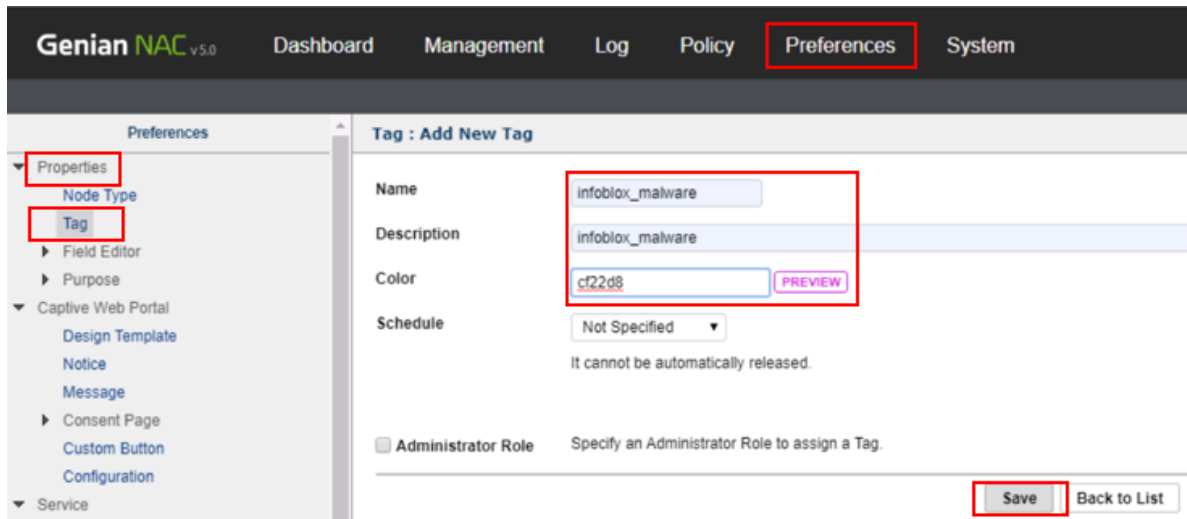 Genian NAC v5.0 Dashboard Management Log Policy Preferences System
Preferences
Properties
Node Type
Tag
Field Editor
Purpose
Captive Web Portal
Design Template
Notice
Message
Consent Page
Custom Button
Configuration
Service
Tag : Add New Tag
Name infoblox_malware
Description infoblox_malware
Color cf22d8 PREVIEW
Schedule Not Specified
It cannot be automatically released.
Administrator Role Specify an Administrator Role to assign a Tag.
Save Back to List